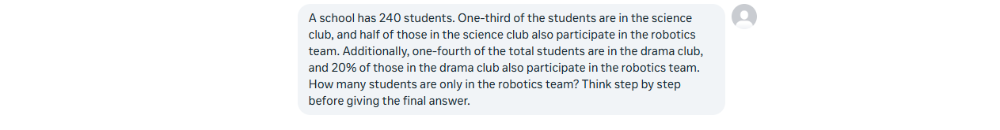 A school has 240 students. One-third of the students are in the science
club, and half of those in the science club also participate in the robotics
team. Additionally, one-fourth of the total students are in the drama club,
and 20% of those in the drama club also participate in the robotics team.
How many students are only in the robotics team? Think step by step
before giving the final answer.